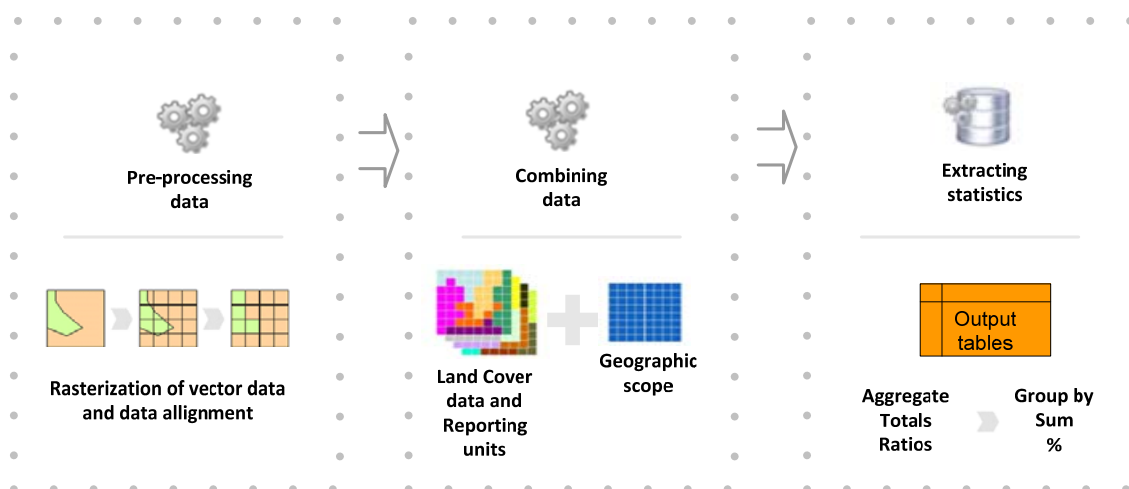 Pre-processing
data
Combining
data
Extracting
statistics
Rasterization of vector data
and data allignment
Land Cover
data and
Reporting
units
Geographic
scope
Output
tables
Aggregate
Totals
Ratios
Group by
Sum
%